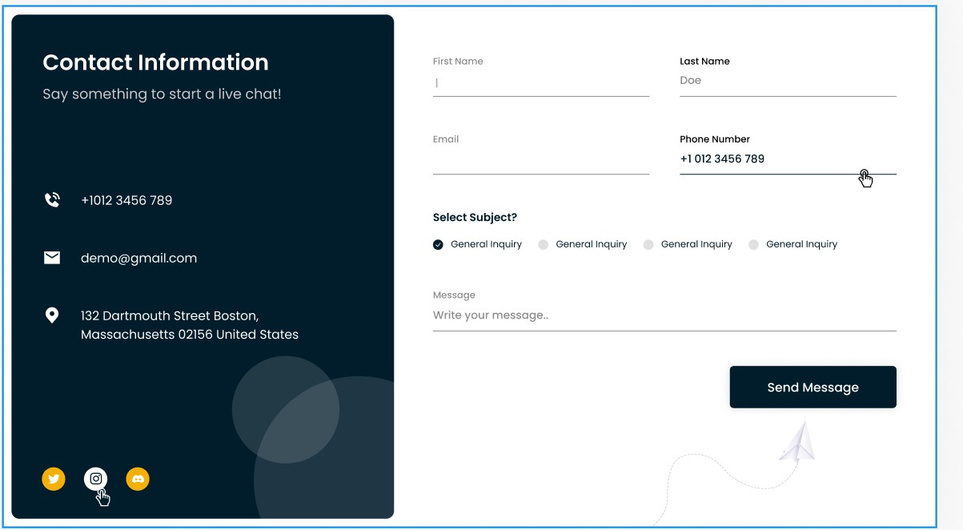 Contact Information
Say something to start a live chat!
+1012 3456 789
demo@gmail.com
132 Dartmouth Street Boston,
Massachusetts 02156 United States
First Name
Last Name
Doe
Email
Phone Number
+1 012 3456 789
Select Subject?
General Inquiry General Inquiry General Inquiry General Inquiry
Message
Write your message..
Send Message